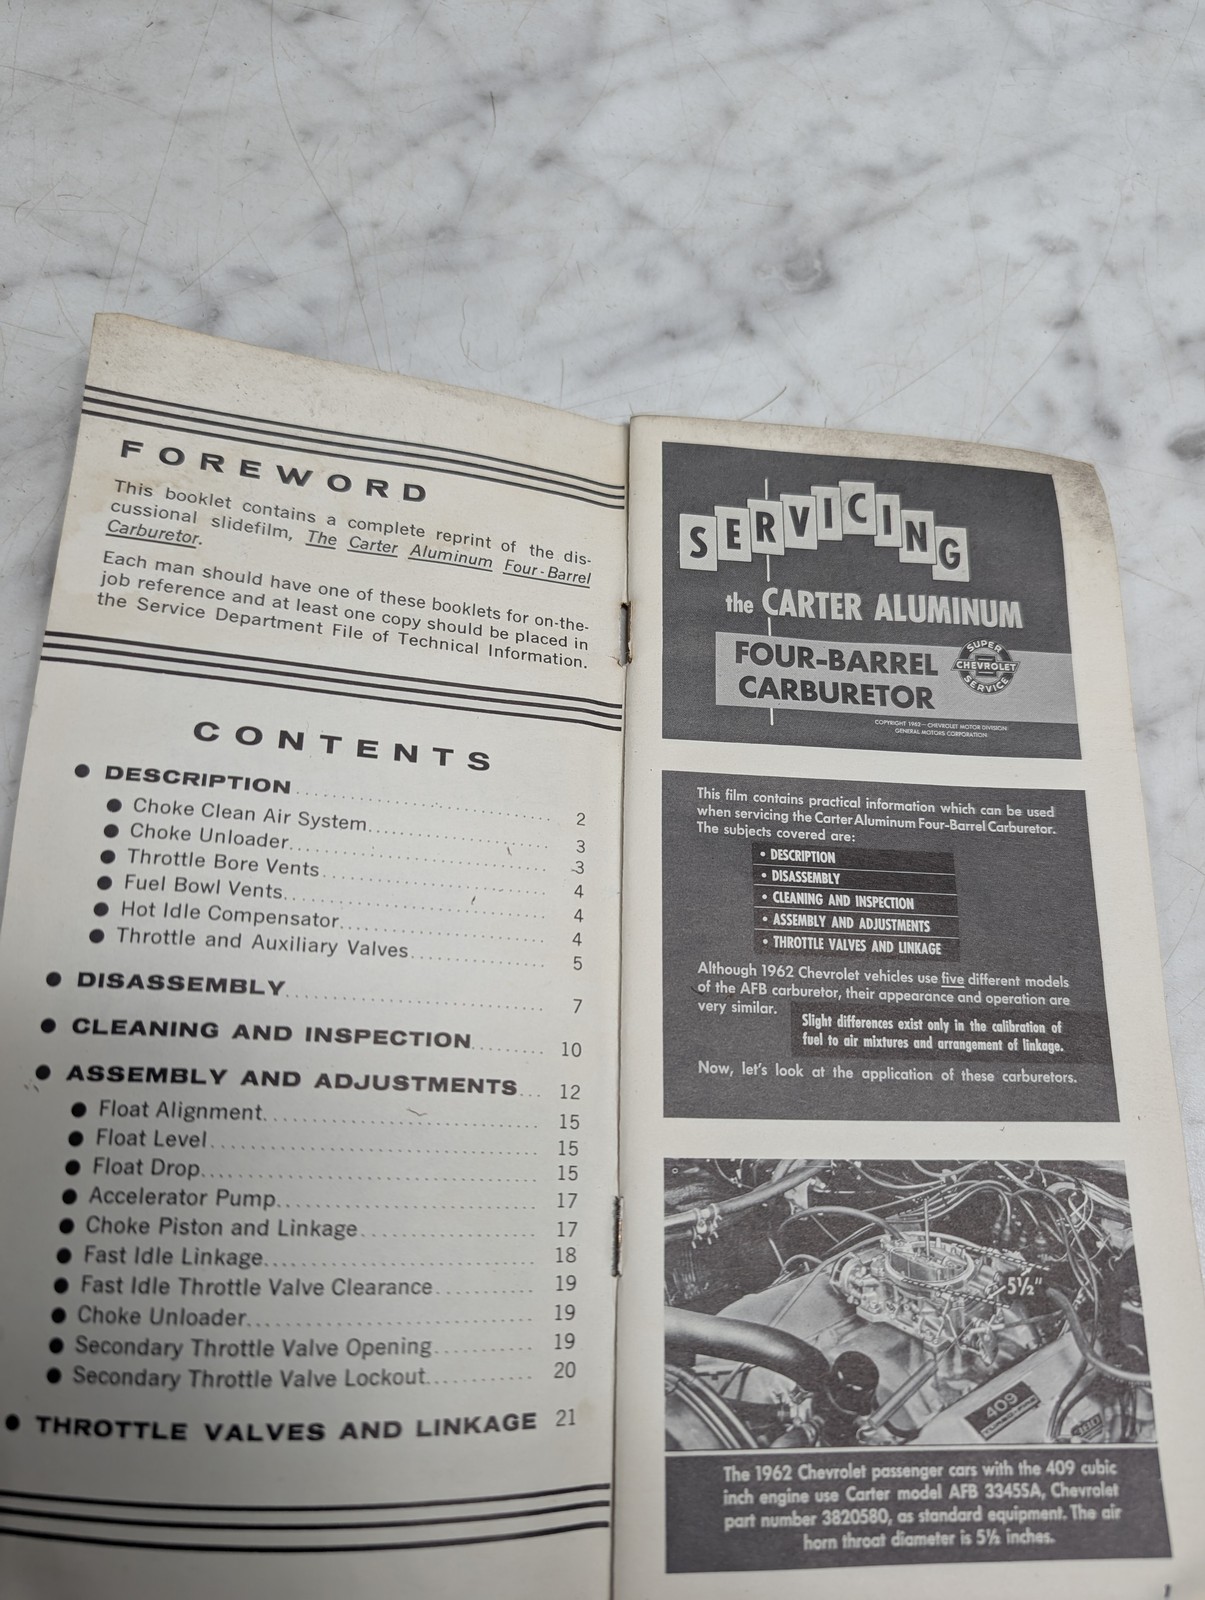 FOREWORD
This booklet contains a complete reprint of the dis-
cussional slidefilm, The Carter Aluminum Four-Barrel
Carburetor.
Each man should have one of these booklets for on-the-
job reference and at least one copy should be placed in
the Service Department File of Technical Information.
CONTENTS
● DESCRIPTION 2
● Choke Clean Air System 3
● Choke Unloader 3
● Throttle Bore Vents 4
● Fuel Bowl Vents 4
● Hot Idle Compensator 4
● Throttle and Auxiliary Valves 5
● DISASSEMBLY 7
● CLEANING AND INSPECTION 10
● ASSEMBLY AND ADJUSTMENTS 12
● Float Alignment 15
● Float Level 15
● Float Drop 15
● Accelerator Pump 17
● Choke Piston and Linkage 17
● Fast Idle Linkage 18
● Fast Idle Throttle Valve Clearance 19
● Choke Unloader 19
● Secondary Throttle Valve Opening 19
● Secondary Throttle Valve Lockout 20
● THROTTLE VALVES AND LINKAGE 21
SERVICING
the CARTER ALUMINUM
FOUR-BARREL
CARBURETOR
SUPER
CHEVROLET
SERVICE
COPYRIGHT 1962—CHEVROLET MOTOR DIVISION
GENERAL MOTORS CORPORATION
This film contains practical information which can be used
when servicing the Carter Aluminum Four-Barrel Carburetor.
The subjects covered are:
• DESCRIPTION
• DISASSEMBLY
• CLEANING AND INSPECTION
• ASSEMBLY AND ADJUSTMENTS
• THROTTLE VALVES AND LINKAGE
Although 1962 Chevrolet vehicles use five different models
of the AFB carburetor, their appearance and operation are
very similar.
Slight differences exist only in the calibration of
fuel to air mixtures and arrangement of linkage.
Now, let's look at the application of these carburetors.
5½"
409
The 1962 Chevrolet passenger cars with the 409 cubic
inch engine use Carter model AFB 3345SA, Chevrolet
part number 3820580, as standard equipment. The air
horn throat diameter is 5½ inches.
1